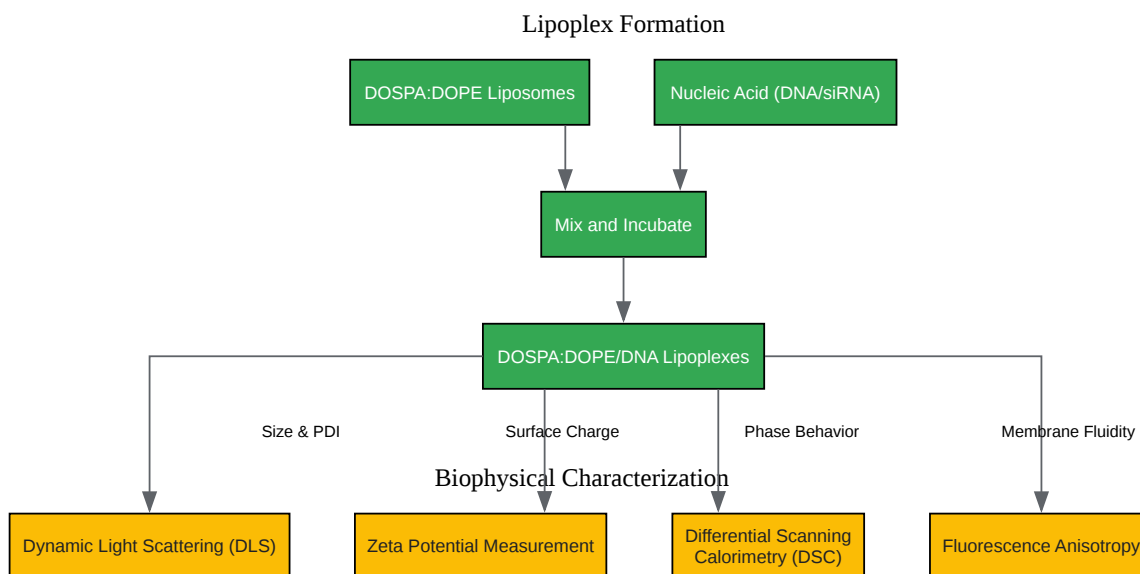 Lipoplex Formation
DOSPA:DOPE Liposomes
Nucleic Acid (DNA/siRNA)
Mix and Incubate
DOSPA:DOPE/DNA Lipoplexes
Size & PDI
Surface Charge
Phase Behavior
Membrane Fluidity
Biophysical Characterization
Dynamic Light Scattering (DLS)
Zeta Potential Measurement
Differential Scanning
Calorimetry (DSC)
Fluorescence Anisotropy